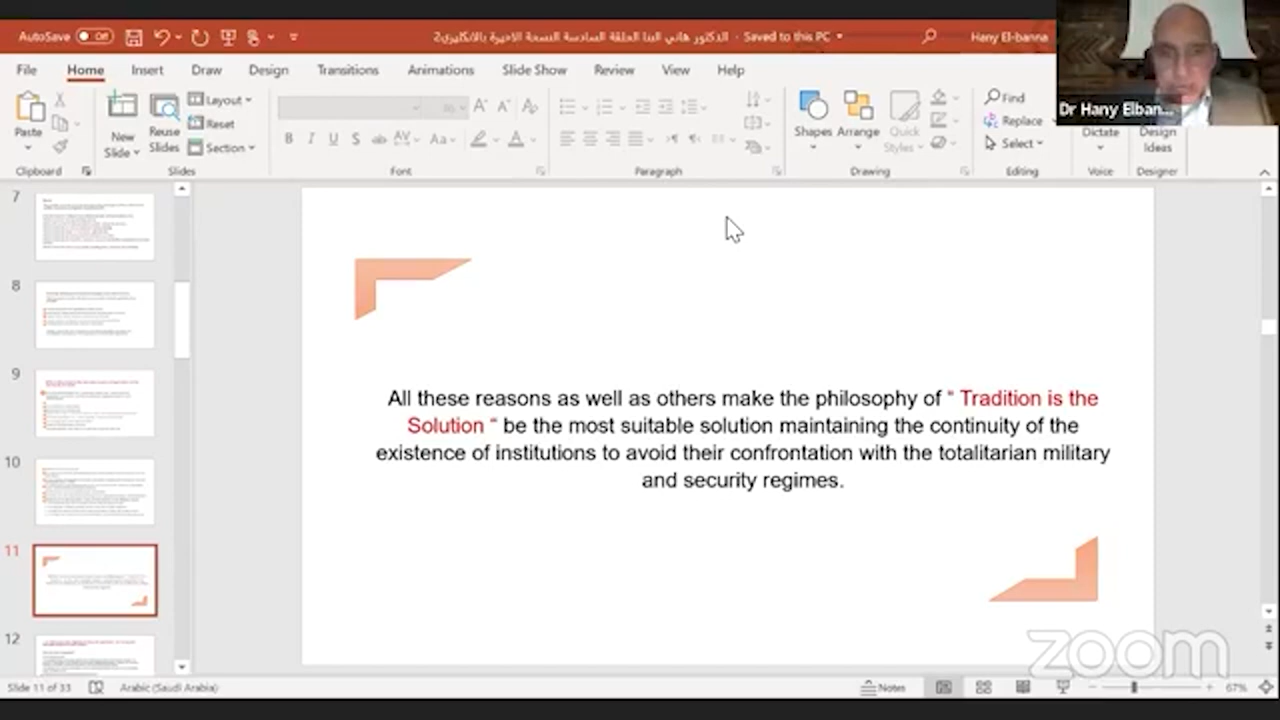 AutoSave Off
الدكتور هاني البنا الحلقة السادسة النسخة الاخيرة بالانكليزي2 - Saved to this PC
Hany El-banna
File Home Insert Draw Design Transitions Animations Slide Show Review View Help
Dr Hany Elban...
Paste
New Slide
Reuse Slides
Layout
Reset
Section
Shapes
Arrange
Quick Styles
Find
Replace
Select
Dictate
Design Ideas
Clipboard
Slides
Font
Paragraph
Drawing
Editing
Voice
Designer
7
8
9
10
11
12
All these reasons as well as others make the philosophy of “ Tradition is the
Solution “ be the most suitable solution maintaining the continuity of the
existence of institutions to avoid their confrontation with the totalitarian military
and security regimes.
zoom
Slide 11 of 33
Arabic (Saudi Arabia)
Notes
67%